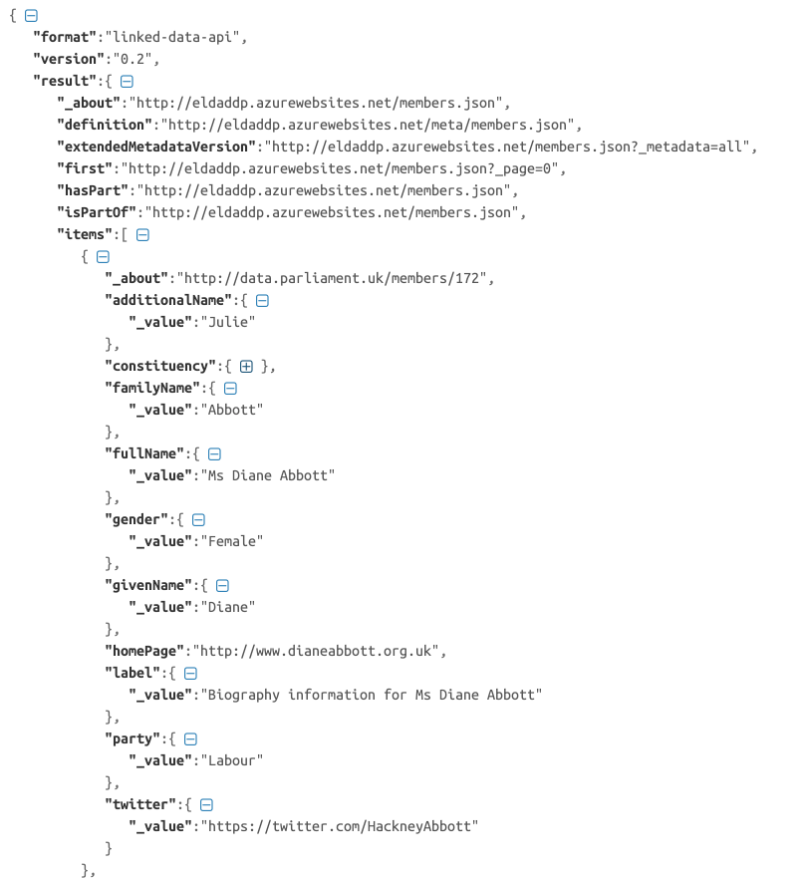 {
"format":"linked-data-api",
"version":"0.2",
"result":{
"_about":"http://eldaddp.azurewebsites.net/members.json",
"definition":"http://eldaddp.azurewebsites.net/meta/members.json",
"extendedMetadataVersion":"http://eldaddp.azurewebsites.net/members.json?_metadata=all",
"first":"http://eldaddp.azurewebsites.net/members.json?_page=0",
"hasPart":"http://eldaddp.azurewebsites.net/members.json",
"isPartOf":"http://eldaddp.azurewebsites.net/members.json",
"items":[
{
"_about":"http://data.parliament.uk/members/172",
"additionalName":{
"_value":"Julie"
},
"constituency":{ },
"familyName":{
"_value":"Abbott"
},
"fullName":{
"_value":"Ms Diane Abbott"
},
"gender":{
"_value":"Female"
},
"givenName":{
"_value":"Diane"
},
"homePage":"http://www.dianeabbott.org.uk",
"label":{
"_value":"Biography information for Ms Diane Abbott"
},
"party":{
"_value":"Labour"
},
"twitter":{
"_value":"https://twitter.com/HackneyAbbott"
}
},